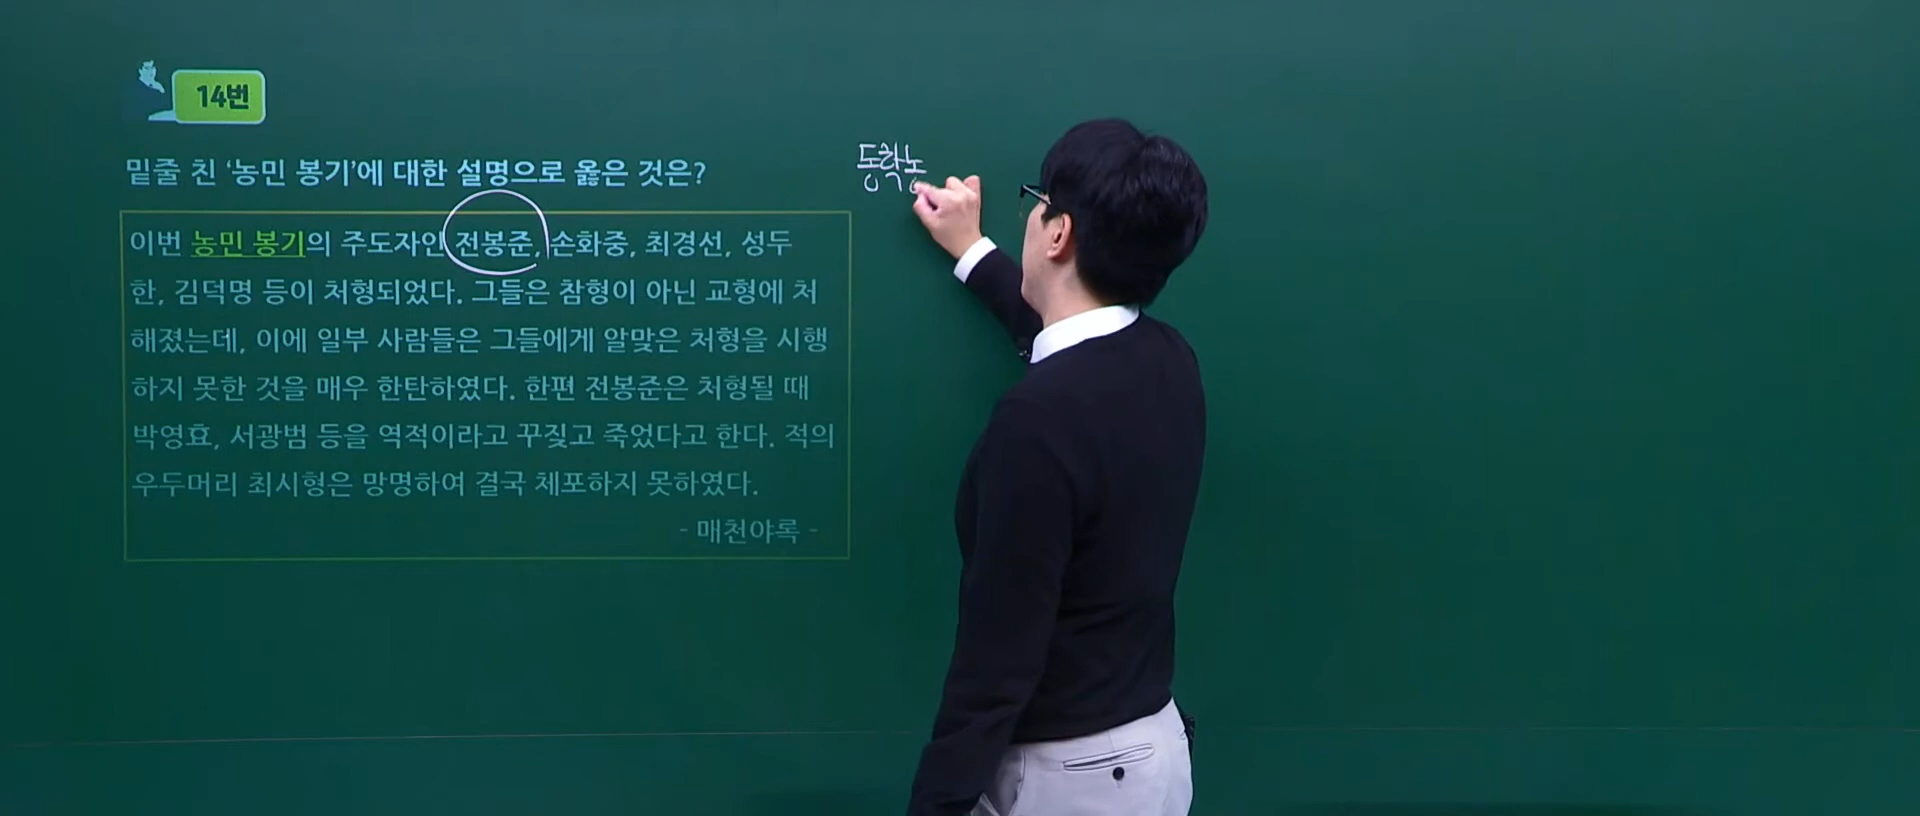 14번
밑줄 친 ‘농민 봉기’에 대한 설명으로 옳은 것은?
이번 농민 봉기의 주도자인 전봉준, 손화중, 최경선, 성두
한, 김덕명 등이 처형되었다. 그들은 참형이 아닌 교형에 처
해졌는데, 이에 일부 사람들은 그들에게 알맞은 처형을 시행
하지 못한 것을 매우 한탄하였다. 한편 전봉준은 처형될 때
박영효, 서광범 등을 역적이라고 꾸짖고 죽었다고 한다. 적의
우두머리 최시형은 망명하여 결국 체포하지 못하였다.
- 매천야록 -
동학농